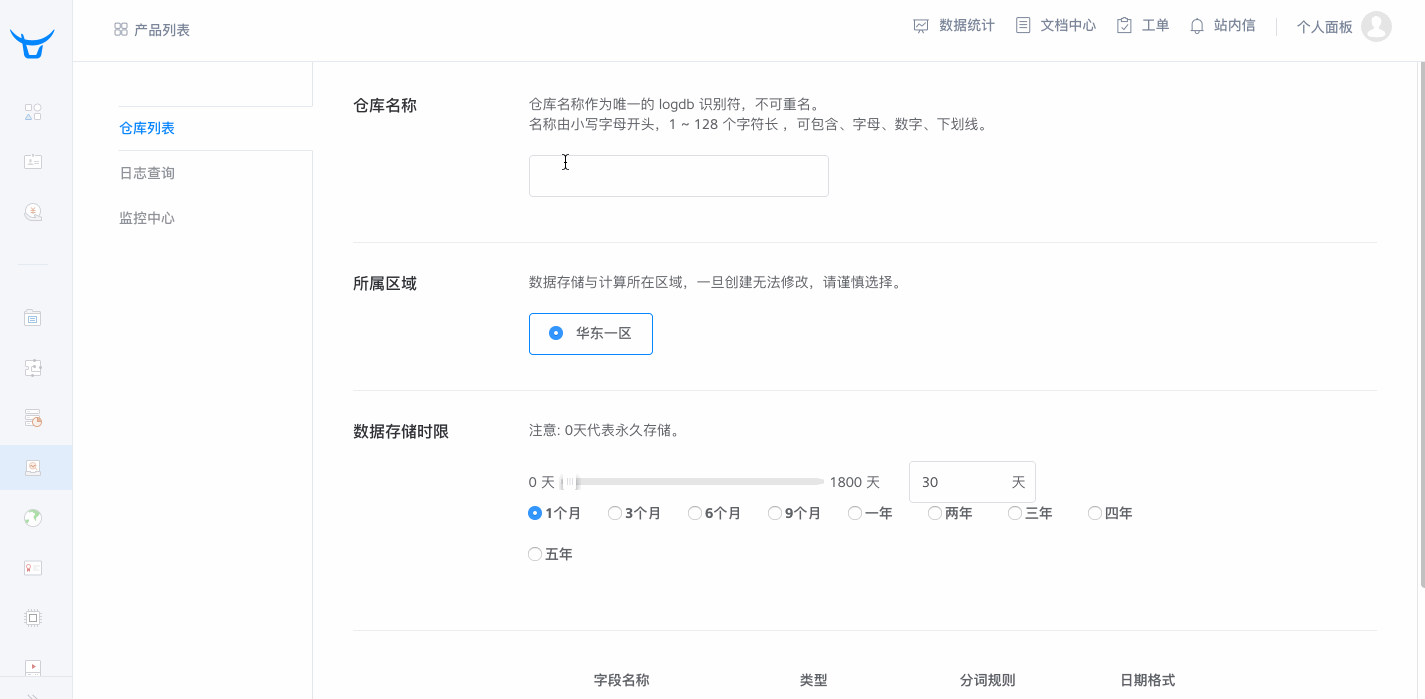 产品列表
数据统计
文档中心
工单
站内信
个人面板
仓库列表
日志查询
监控中心
仓库名称
仓库名称作为唯一的 logdb 识别符，不可重名。
名称由小写字母开头，1 ~ 128 个字符长 ，可包含、字母、数字、下划线。
所属区域
数据存储与计算所在区域，一旦创建无法修改，请谨慎选择。
华东一区
数据存储时限
注意: 0天代表永久存储。
0 天
1800 天
30 天
1个月 3个月 6个月 9个月 一年 两年 三年 四年
五年
字段名称 类型 分词规则 日期格式